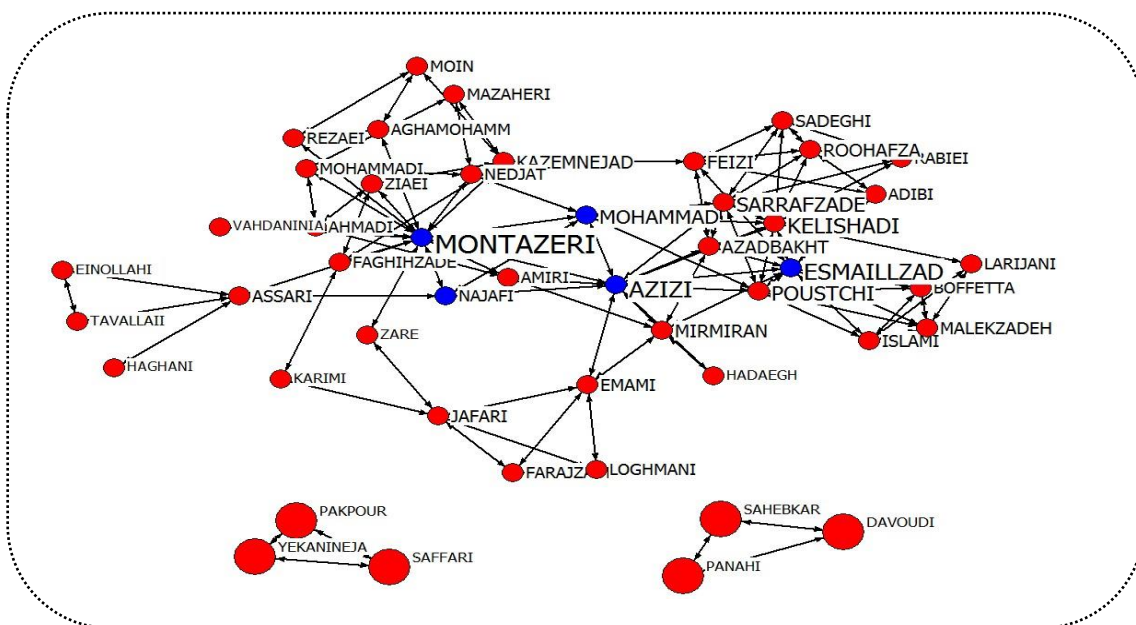 MOIN
MAZAHERI
AGHAMOHAMM
REZAEI
SADEGHI
ROOHAFZA
RABIEI
KAZEMNEJAD
FEIZI
MOHAMMADI
NEDJAT
ZIAEI
ADIBI
SARRAFZADE
MOHAMMAD
KELISHADI
VAHDANINIA
AHMADI
MONTAZERI
AZADBAKHT
FAGHIHZADE
EINOLLAHI
ESMAILLZAD
LARIJANI
AMIRI
AZIZI
POUSTCHI
BOFFETTA
ASSARI
NAJAFI
TAVALLAII
MIRMIRAN
MALEKZADEH
ZARE
ISLAMI
HAGHANI
KARIMI
HADAEGH
EMAMI
JAFARI
LOGHMANI
PAKPOUR
SAHEBKAR
DAVOUDI
YEKANINEJA
SAFFARI
PANAHI